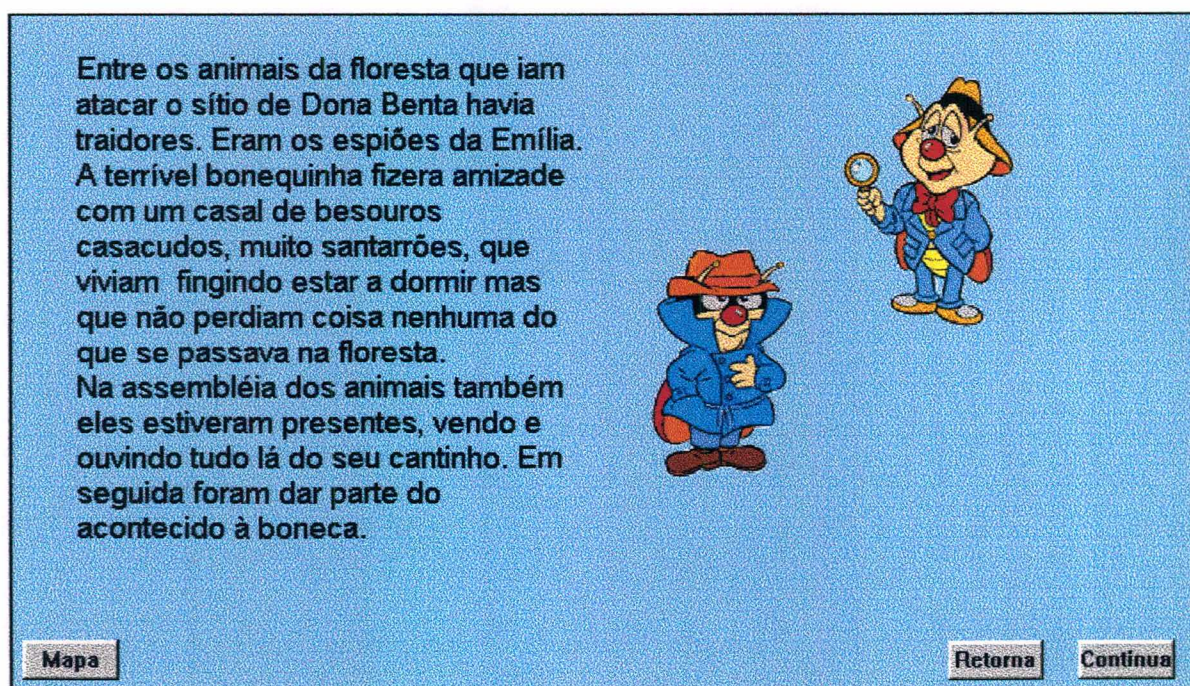 Entre os animais da floresta que iam
atacar o sítio de Dona Benta havia
traidores. Eram os espiões da Emília.
A terrível bonequinha fizera amizade
com um casal de besouros
casacudos, muito santarrões, que
viviam  fingindo estar a dormir mas
que não perdiam coisa nenhuma do
que se passava na floresta.
Na assembléia dos animais também
eles estiveram presentes, vendo e
ouvindo tudo lá do seu cantinho. Em
seguida foram dar parte do
acontecido à boneca.
Mapa
Retorna
Continua